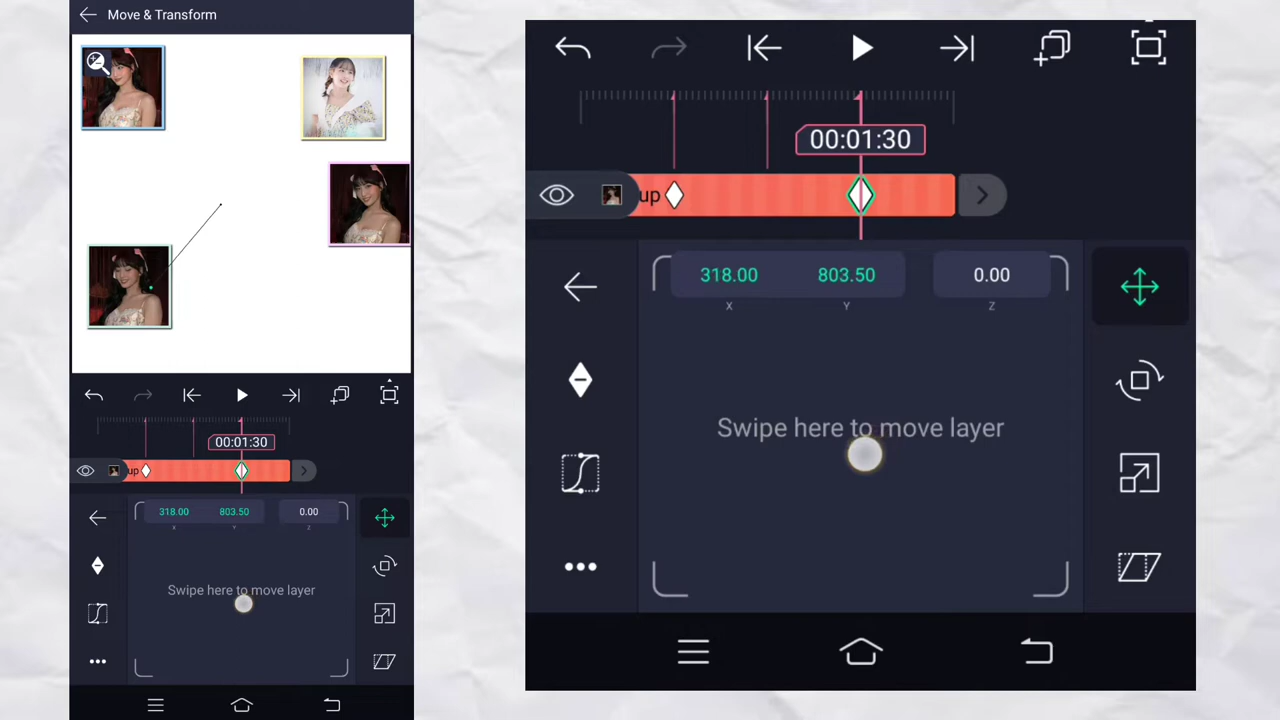 Move & Transform
00:01:30
up
318.00 803.50 0.00
X Y Z
Swipe here to move layer
00:01:30
up
318.00 803.50 0.00
X Y Z
Swipe here to move layer